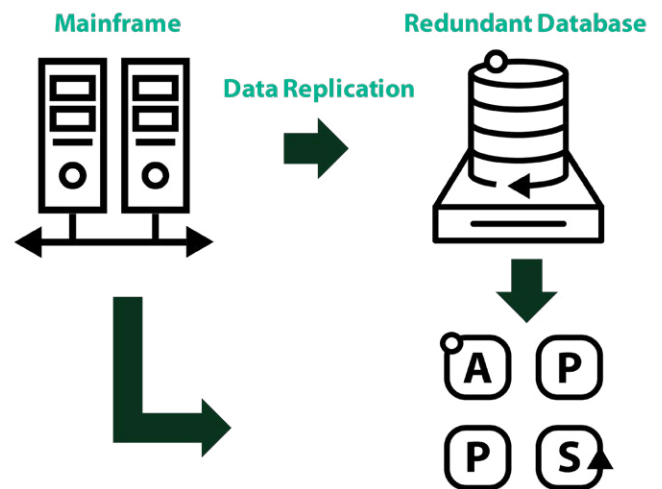 Mainframe
Redundant Database
Data Replication
A P
P S